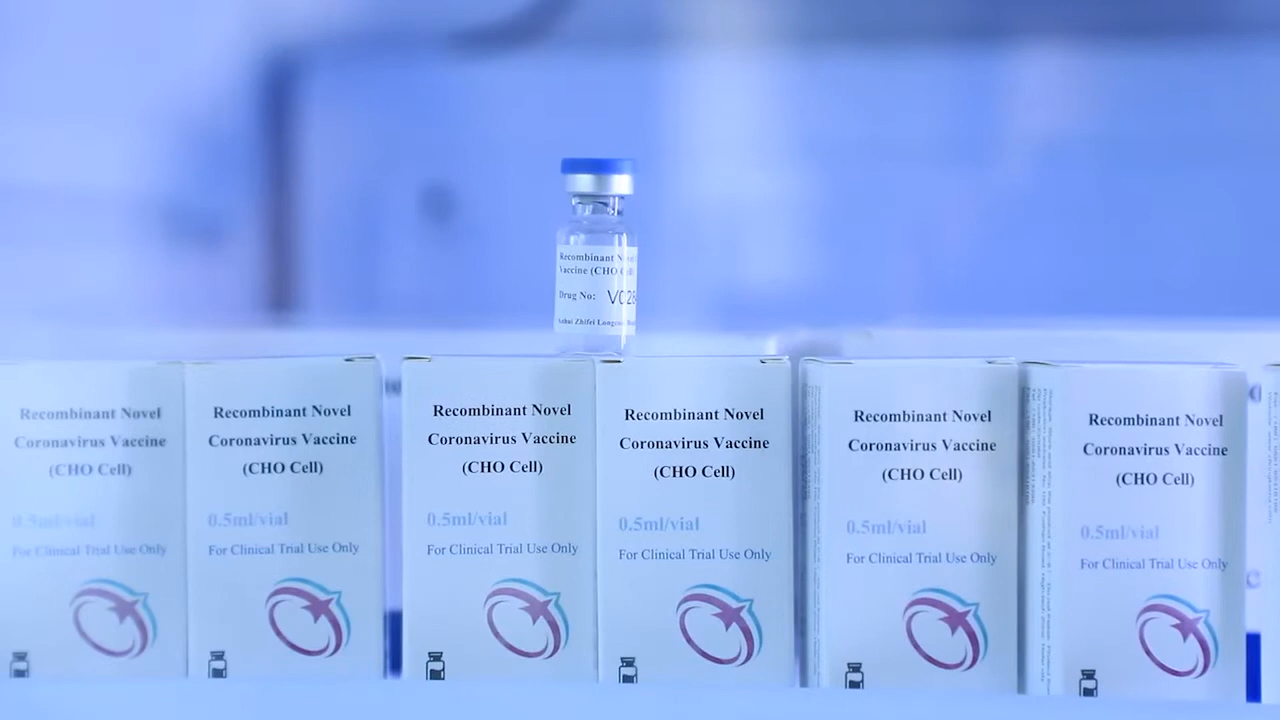 Recombinant
Vaccine (CHO
Drug No: VC28
Anhui Zhifei
Recombinant Novel
Coronavirus Vaccine
(CHO Cell)
0.5ml/vial
For Clinical Trial Use Only
Recombinant Novel
Coronavirus Vaccine
(CHO Cell)
0.5ml/vial
For Clinical Trial Use Only
Recombinant Novel
Coronavirus Vaccine
(CHO Cell)
0.5ml/vial
For Clinical Trial Use Only
Recombinant Novel
Coronavirus Vaccine
(CHO Cell)
0.5ml/vial
For Clinical Trial Use Only
Recombinant Novel
Coronavirus Vaccine
(CHO Cell)
0.5ml/vial
For Clinical Trial Use Only
Recombinant Novel
Coronavirus Vaccine
(CHO Cell)
0.5ml/vial
For Clinical Trial Use Only